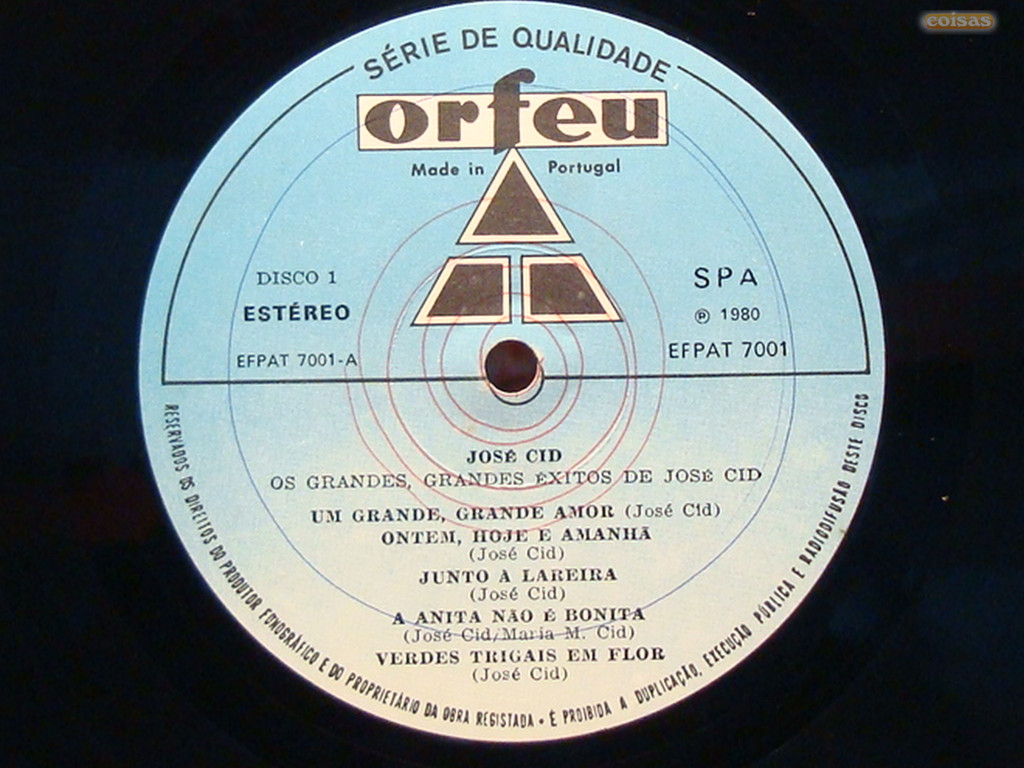 coisas
SÉRIE DE QUALIDADE
orfeu
Made in Portugal
DISCO 1
ESTÉREO
EFPAT 7001-A
SPA
℗ 1980
EFPAT 7001
JOSÉ CID
OS GRANDES, GRANDES ÊXITOS DE JOSÉ CID
UM GRANDE, GRANDE AMOR (José Cid)
ONTEM, HOJE E AMANHÃ
(José Cid)
JUNTO À LAREIRA
(José Cid)
A ANITA NÃO É BONITA
(José Cid/Maria M. Cid)
VERDES TRIGAIS EM FLOR
(José Cid)
RESERVADOS OS DIREITOS DO PRODUTOR FONOGRÁFICO E DO PROPRIETÁRIO DA OBRA REGISTADA • É PROIBIDA A DUPLICAÇÃO, EXECUÇÃO PÚBLICA E RADIODIFUSÃO DESTE DISCO